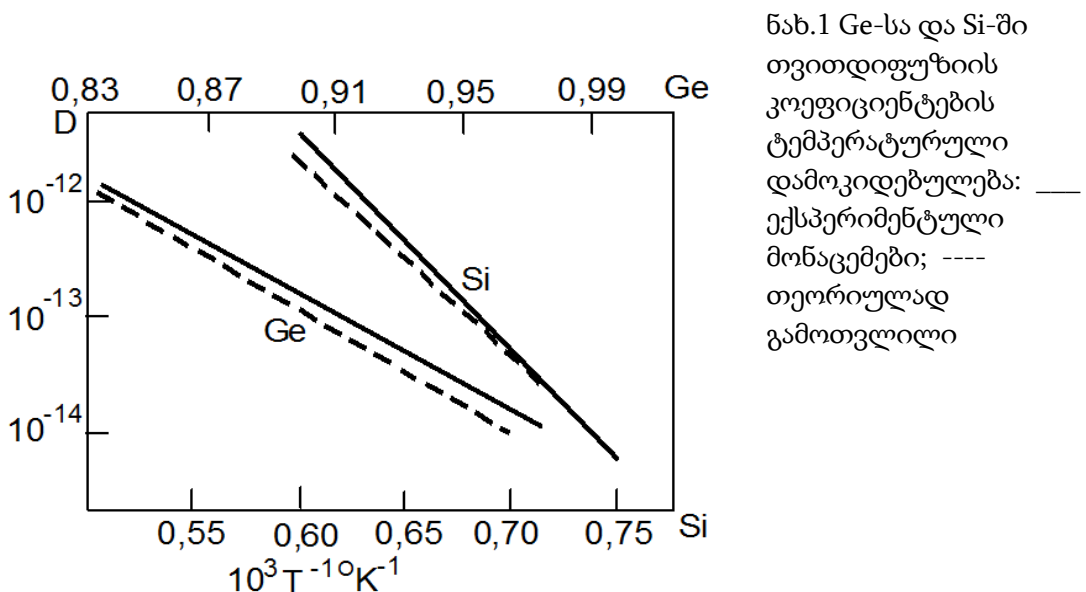 0,83 0,87 0,91 0,95 0,99 Ge
D
10⁻¹²
10⁻¹³
10⁻¹⁴
Si
Ge
0,55 0,60 0,65 0,70 0,75 Si
10³T⁻¹°K⁻¹
ნახ.1 Ge-სა და Si-ში
თვითდიფუზიის
კოეფიციენტების
ტემპერატურული
დამოკიდებულება: ___
ექსპერიმენტული
მონაცემები; ----
თეორიულად
გამოთვლილი